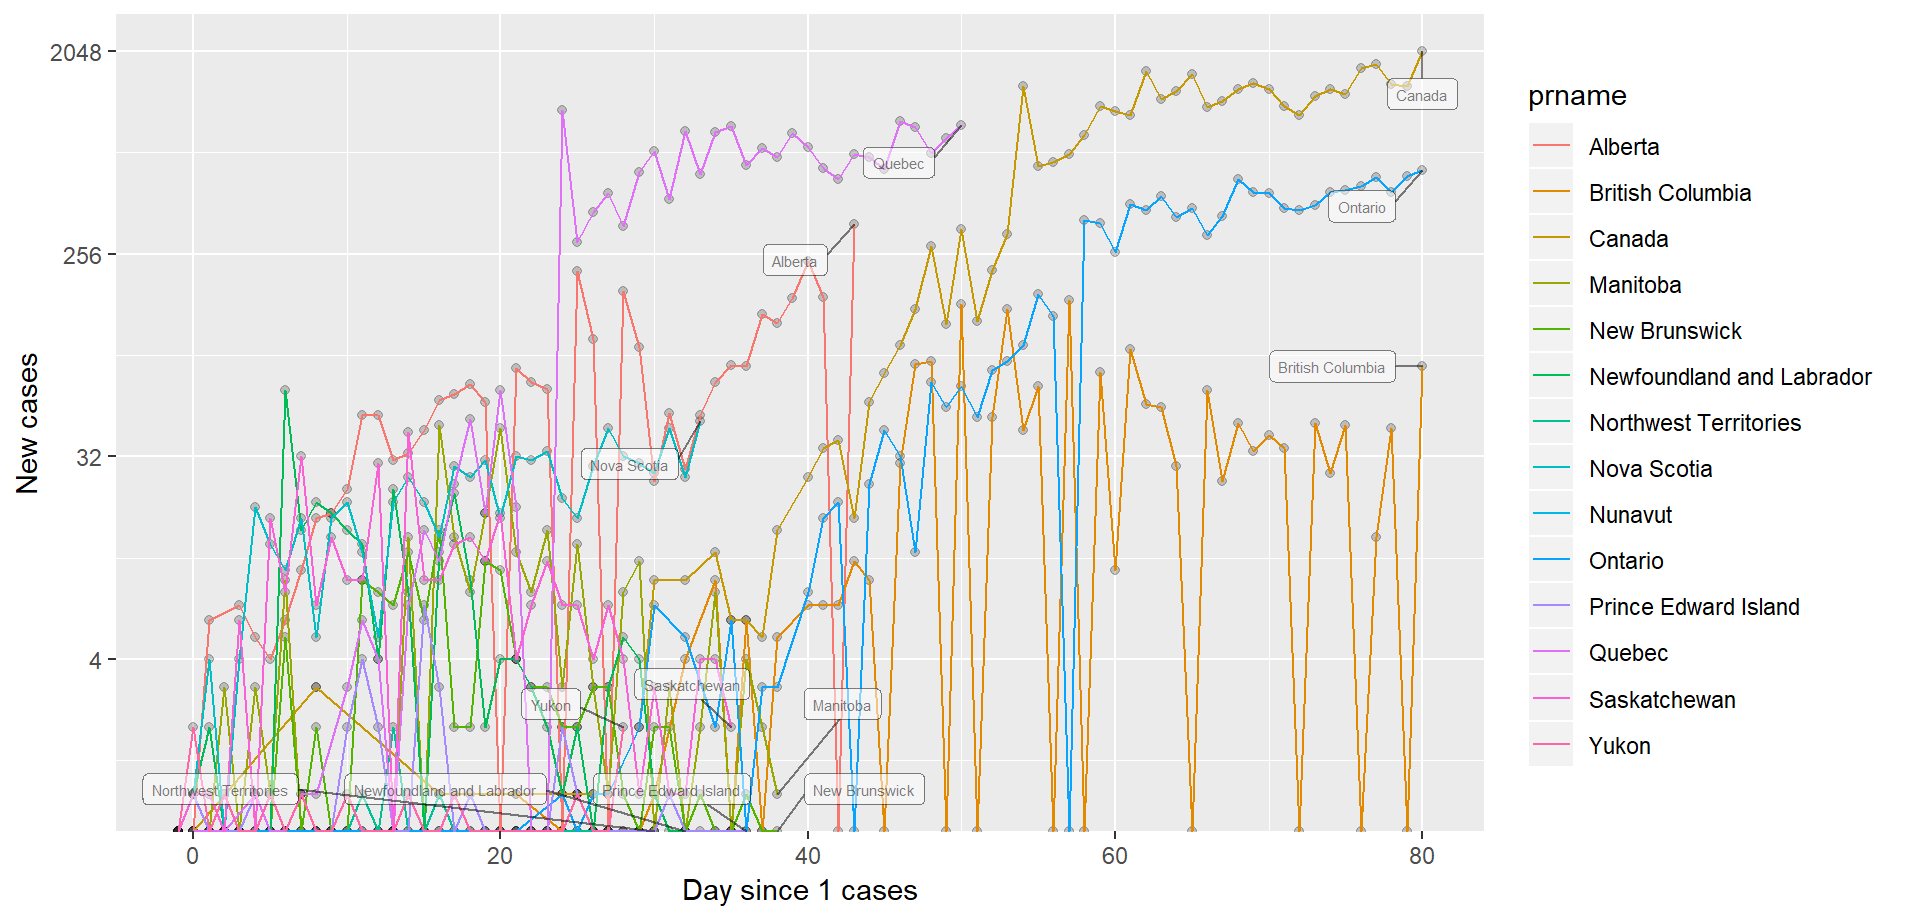 2048
256
32
4
New cases
0
20
40
60
80
Day since 1 cases
Canada
Quebec
Ontario
Alberta
British Columbia
Nova Scotia
Saskatchewan
Yukon
Manitoba
Northwest Territories
Newfoundland and Labrador
Prince Edward Island
New Brunswick
prname
Alberta
British Columbia
Canada
Manitoba
New Brunswick
Newfoundland and Labrador
Northwest Territories
Nova Scotia
Nunavut
Ontario
Prince Edward Island
Quebec
Saskatchewan
Yukon